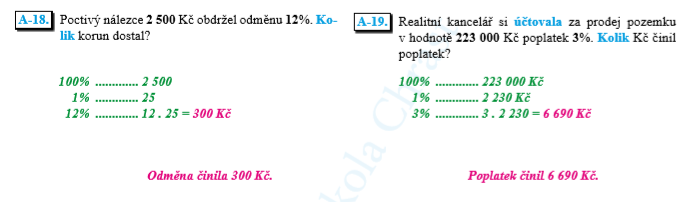 A-18. Poctivý nálezce 2 500 Kč obdržel odměnu 12%. Ko-
lik korun dostal?
100% ............. 2 500
1% ............. 25
12% ............. 12 . 25 = 300 Kč
Odměna činila 300 Kč.
A-19. Realitní kancelář si účtovala za prodej pozemku
v hodnotě 223 000 Kč poplatek 3%. Kolik Kč činil
poplatek?
100% ............. 223 000 Kč
1% ............. 2 230 Kč
3% ............. 3 . 2 230 = 6 690 Kč
Poplatek činil 6 690 Kč.